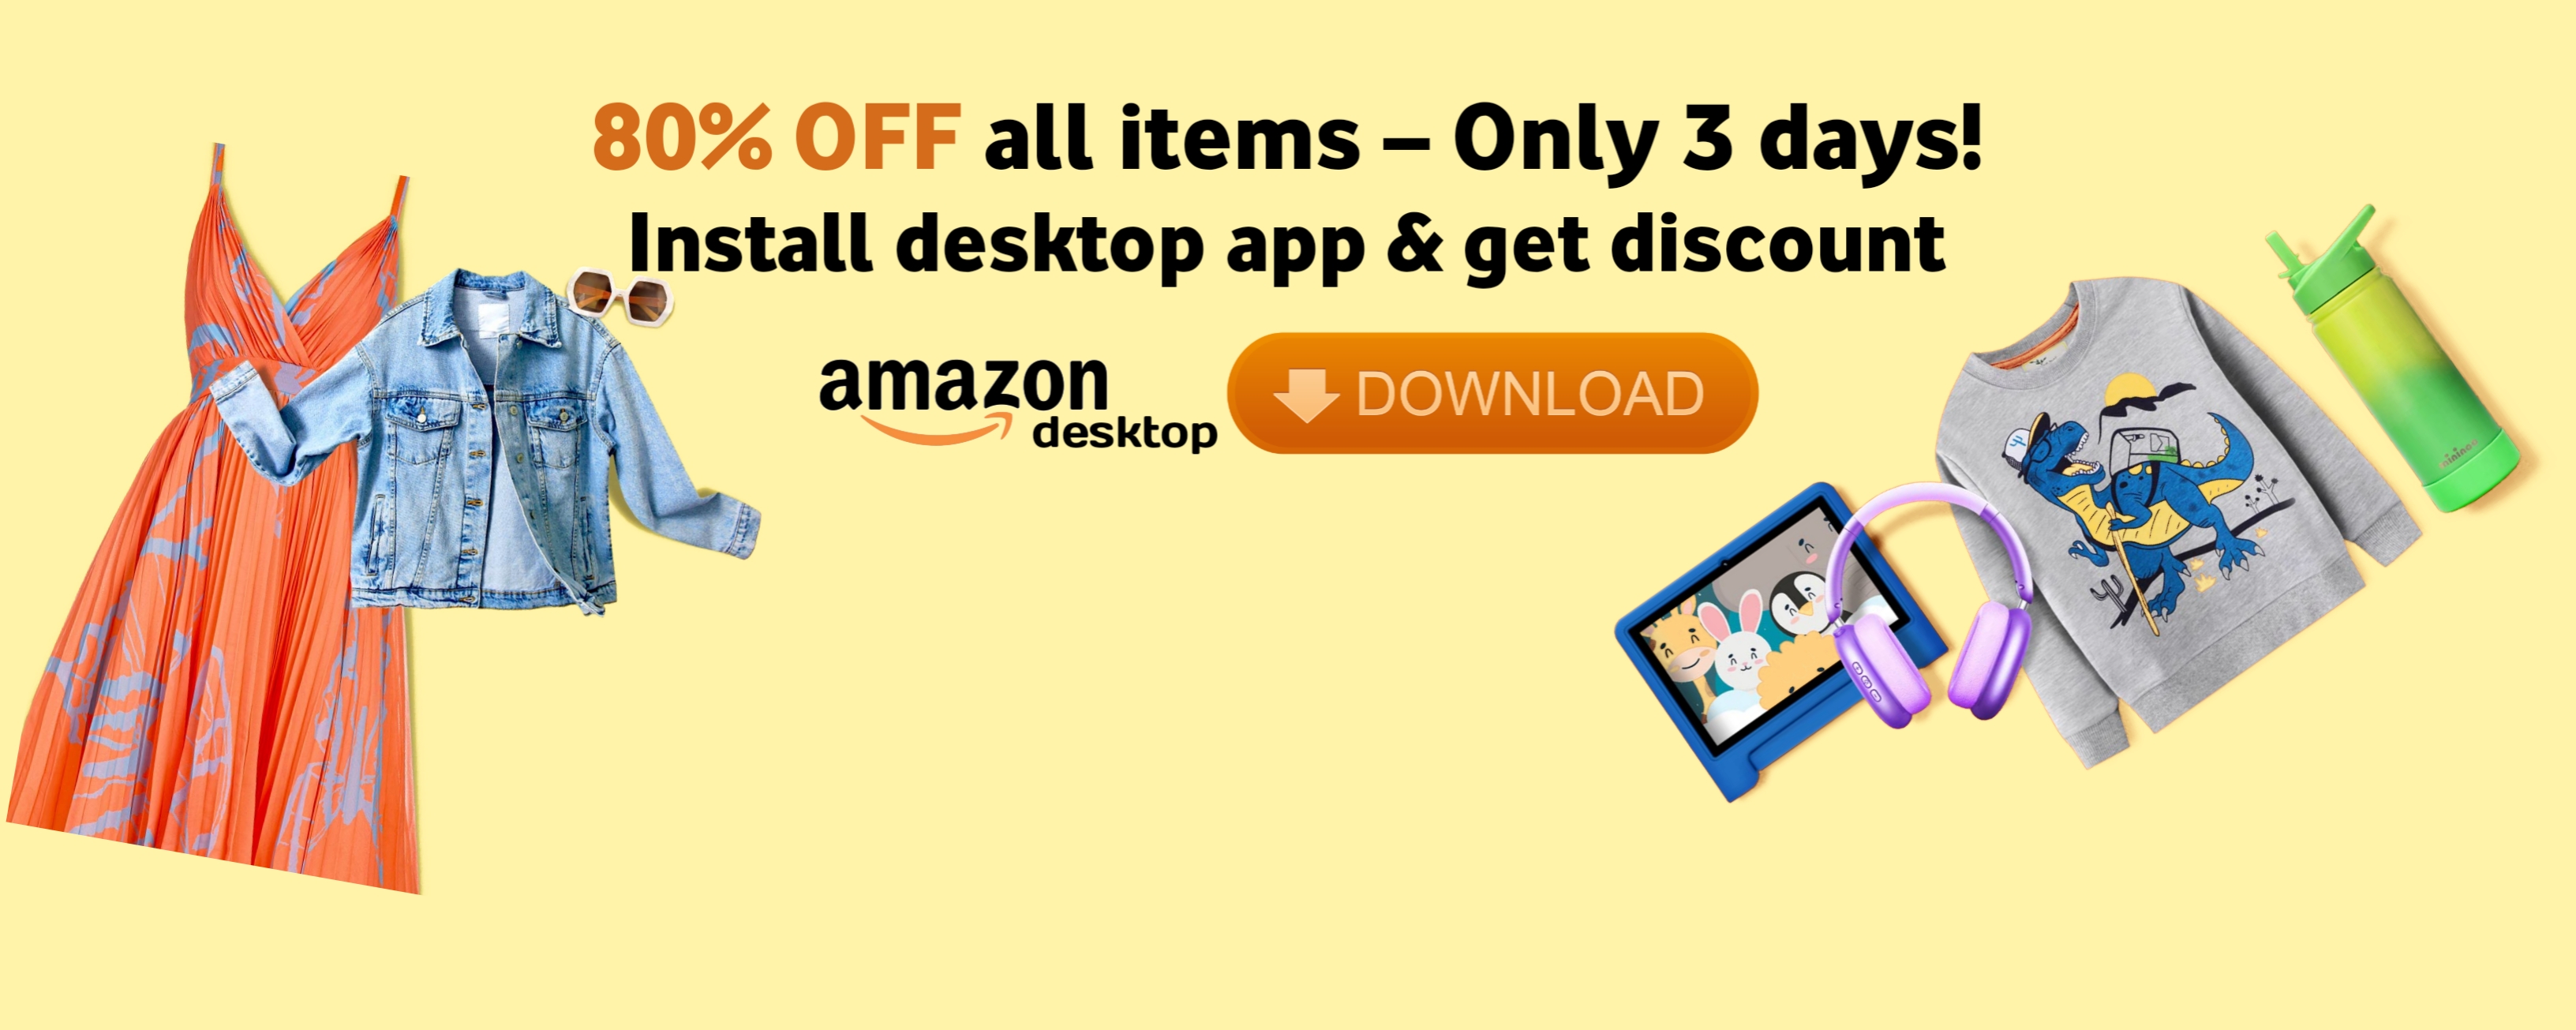 80% OFF all items – Only 3 days!
Install desktop app & get discount
amazon
desktop
DOWNLOAD